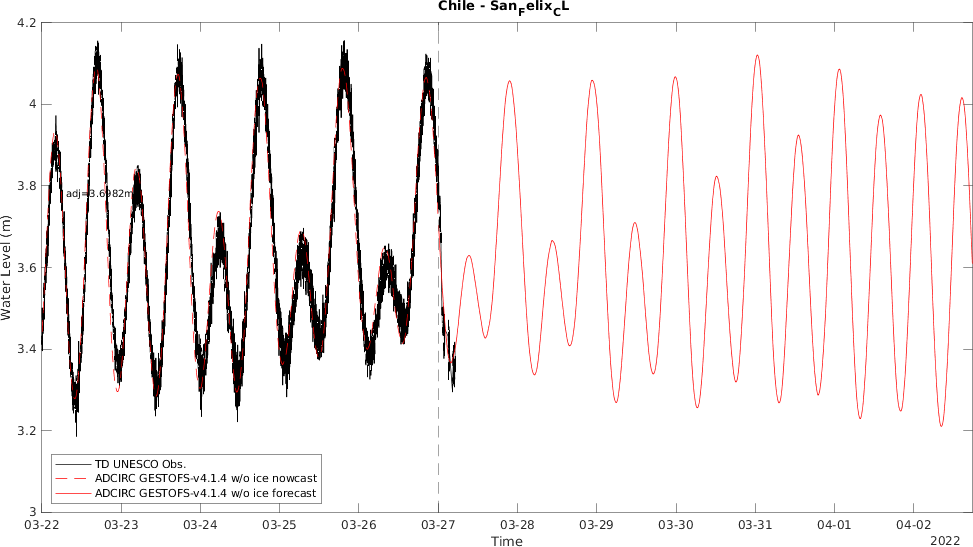 Chile - SanFelixCL
4.2
4
3.8
3.6
3.4
3.2
3
Water Level (m)
adj=3.6982m
TD UNESCO Obs.
ADCIRC GESTOFS-v4.1.4 w/o ice nowcast
ADCIRC GESTOFS-v4.1.4 w/o ice forecast
03-22 03-23 03-24 03-25 03-26 03-27 03-28 03-29 03-30 03-31 04-01 04-02
Time
2022